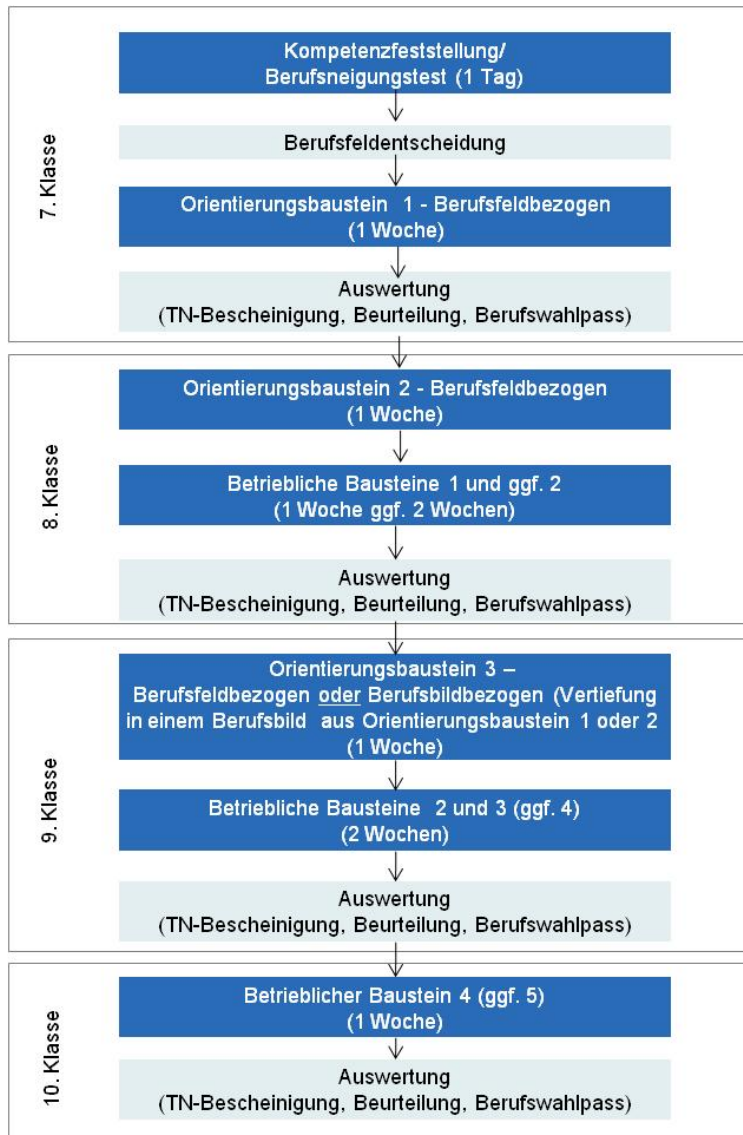 7. Klasse
Kompetenzfeststellung/
Berufsneigungstest (1 Tag)
Berufsfeldentscheidung
Orientierungsbaustein 1 - Berufsfeldbezogen
(1 Woche)
Auswertung
(TN-Bescheinigung, Beurteilung, Berufswahlpass)
8. Klasse
Orientierungsbaustein 2 - Berufsfeldbezogen
(1 Woche)
Betriebliche Bausteine 1 und ggf. 2
(1 Woche ggf. 2 Wochen)
Auswertung
(TN-Bescheinigung, Beurteilung, Berufswahlpass)
9. Klasse
Orientierungsbaustein 3 –
Berufsfeldbezogen oder Berufsbildbezogen (Vertiefung
in einem Berufsbild aus Orientierungsbaustein 1 oder 2
(1 Woche)
Betriebliche Bausteine 2 und 3 (ggf. 4)
(2 Wochen)
Auswertung
(TN-Bescheinigung, Beurteilung, Berufswahlpass)
10. Klasse
Betrieblicher Baustein 4 (ggf. 5)
(1 Woche)
Auswertung
(TN-Bescheinigung, Beurteilung, Berufswahlpass)